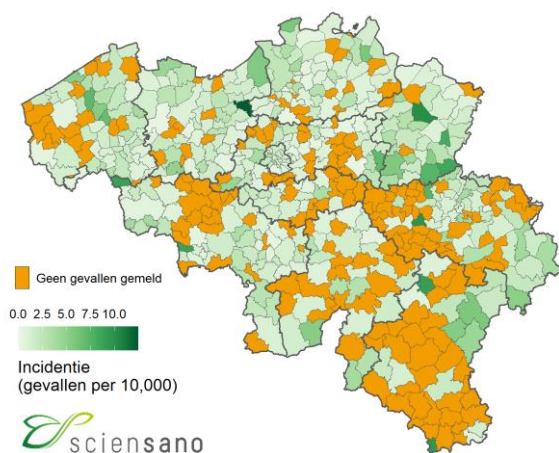 Geen gevallen gemeld
0.0 2.5 5.0 7.5 10.0
Incidentie
(gevallen per 10,000)
sciensano